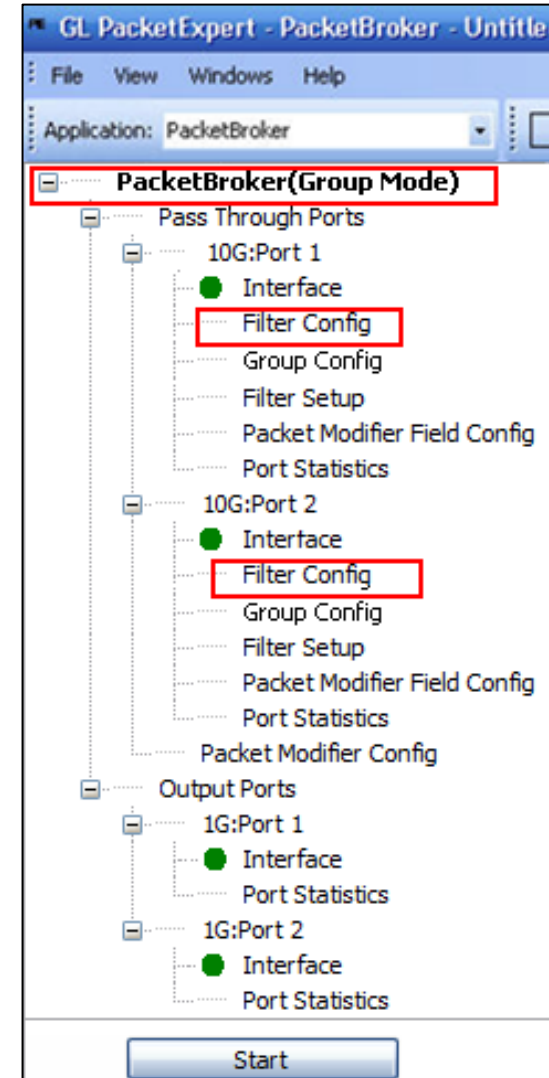 GL PacketExpert - PacketBroker - Untitle
File View Windows Help
Application: PacketBroker
PacketBroker(Group Mode)
Pass Through Ports
10G:Port 1
Interface
Filter Config
Group Config
Filter Setup
Packet Modifier Field Config
Port Statistics
10G:Port 2
Interface
Filter Config
Group Config
Filter Setup
Packet Modifier Field Config
Port Statistics
Packet Modifier Config
Output Ports
1G:Port 1
Interface
Port Statistics
1G:Port 2
Interface
Port Statistics
Start